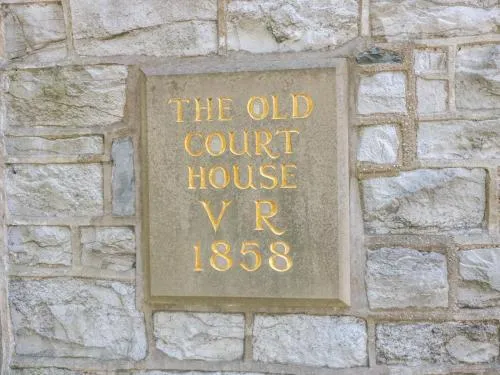 THE OLD
COURT
HOUSE
V R
1858